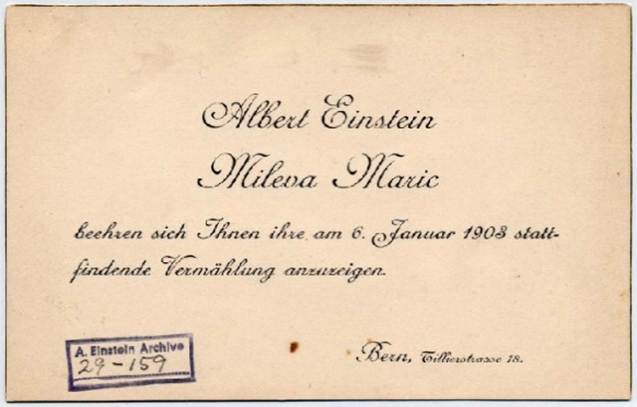 Albert Einstein
Mileva Maric
beehren sich Ihnen ihre am 6. Januar 1903 statt-
findende Vermählung anzuzeigen.
Bern, Tillierstrasse 18.
A. Einstein Archive
29-159